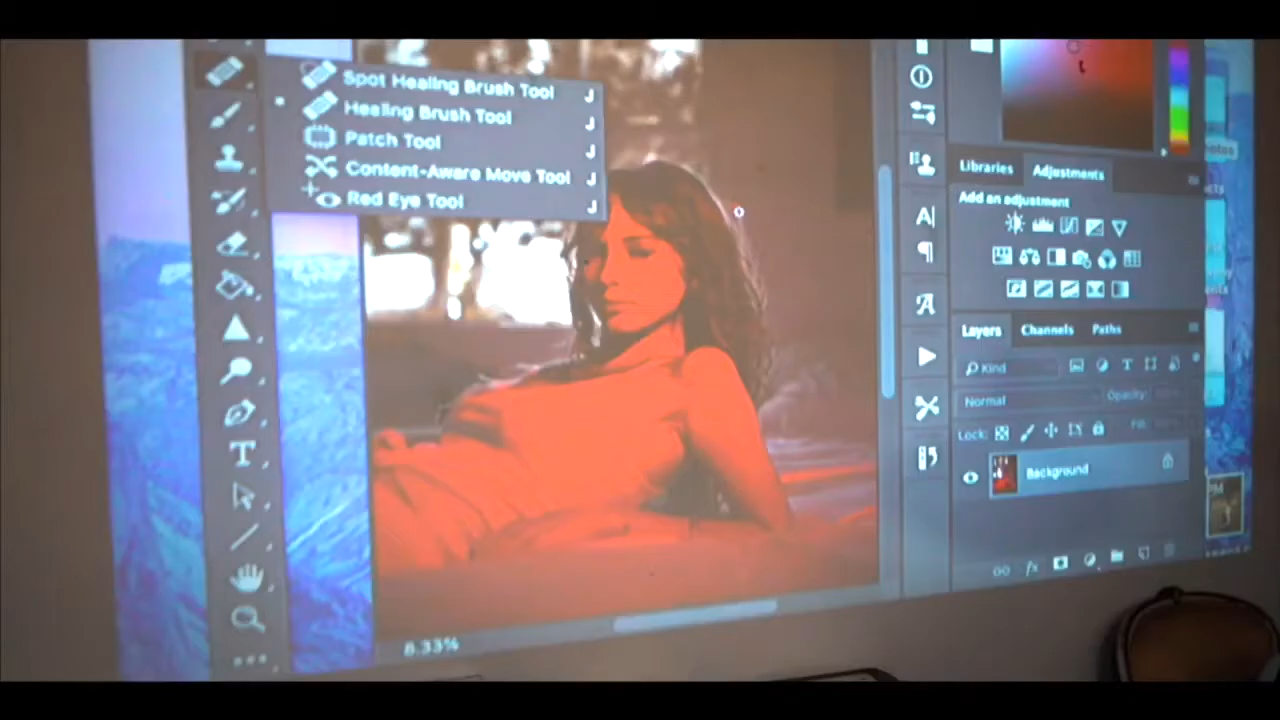 Spot Healing Brush Tool J
Healing Brush Tool J
Patch Tool J
Content-Aware Move Tool J
Red Eye Tool J
Libraries Adjustments
Add an adjustment
Layers Channels Paths
Kind
Normal Opacity:
Lock: Fill:
Background
8.33%